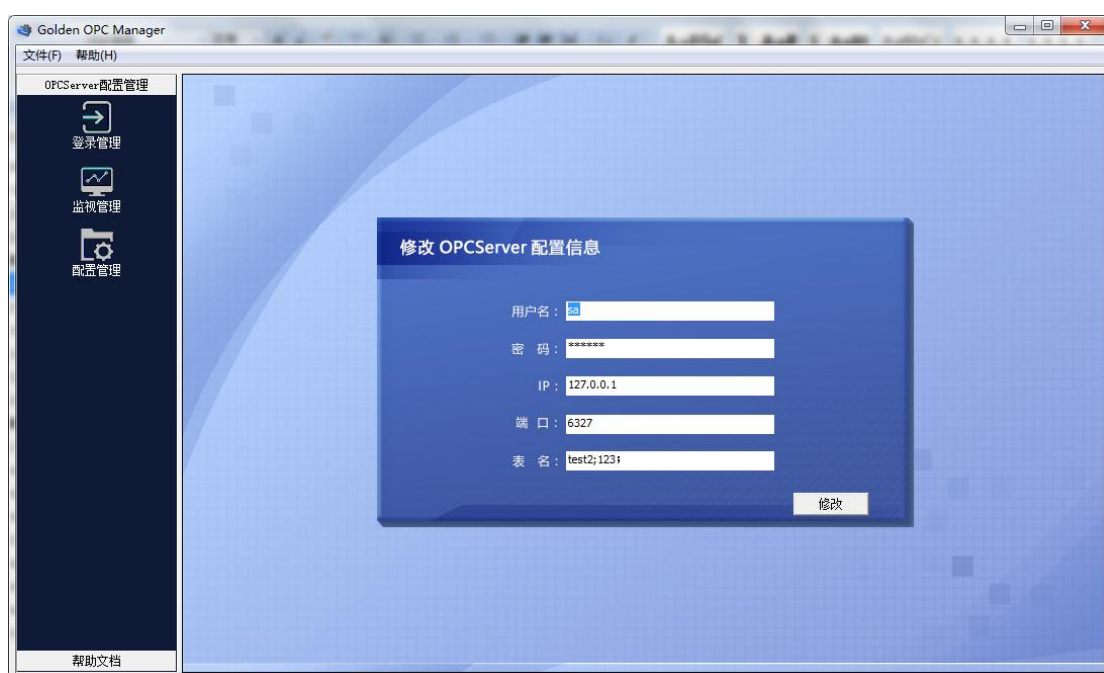 Golden OPC Manager
文件(F) 帮助(H)
OPCServer配置管理
登录管理
监视管理
配置管理
修改 OPCServer 配置信息
用户名： sa
密 码： ******
IP： 127.0.0.1
端 口： 6327
表 名： test2;123;
修改
帮助文档